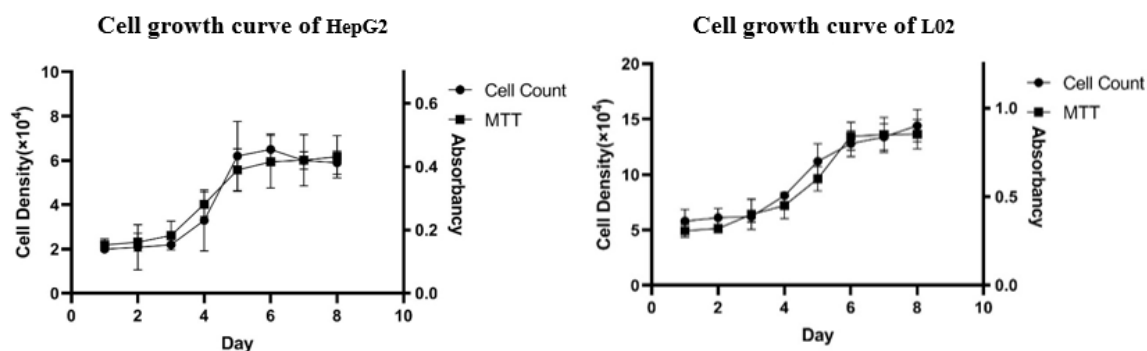 Cell growth curve of HepG2
10
8
6
4
2
0
Cell Density(×10⁴)
0.6
0.4
0.2
0.0
Absorbancy
Cell Count
MTT
0 2 4 6 8 10
Day
Cell growth curve of L02
20
15
10
5
0
Cell Density(×10⁴)
1.0
0.5
0.0
Absorbancy
Cell Count
MTT
0 2 4 6 8 10
Day